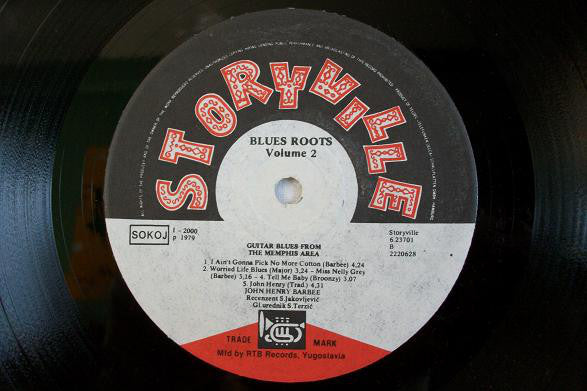 STORYVILLE
BLUES ROOTS
Volume 2
SOKOJ
I - 2000
p 1979
Storyville
6.23701
B
2220628
GUITAR BLUES FROM
THE MEMPHIS AREA
1. I Ain't Gonna Pick No More Cotton (Barbee) 4,24
2. Worried Life Blues (Major) 3,24 - Miss Nelly Grey
(Barbee) 3,16 - 4. Tell Me Baby (Broonzy) 3,07
5. John Henry (Trad.) 4,31
JOHN HENRY BARBEE
Recenzent S.Jakovljević
Gl.urednik S.Terzić
TRADE MARK
Mfd by RTB Records, Yugoslavia